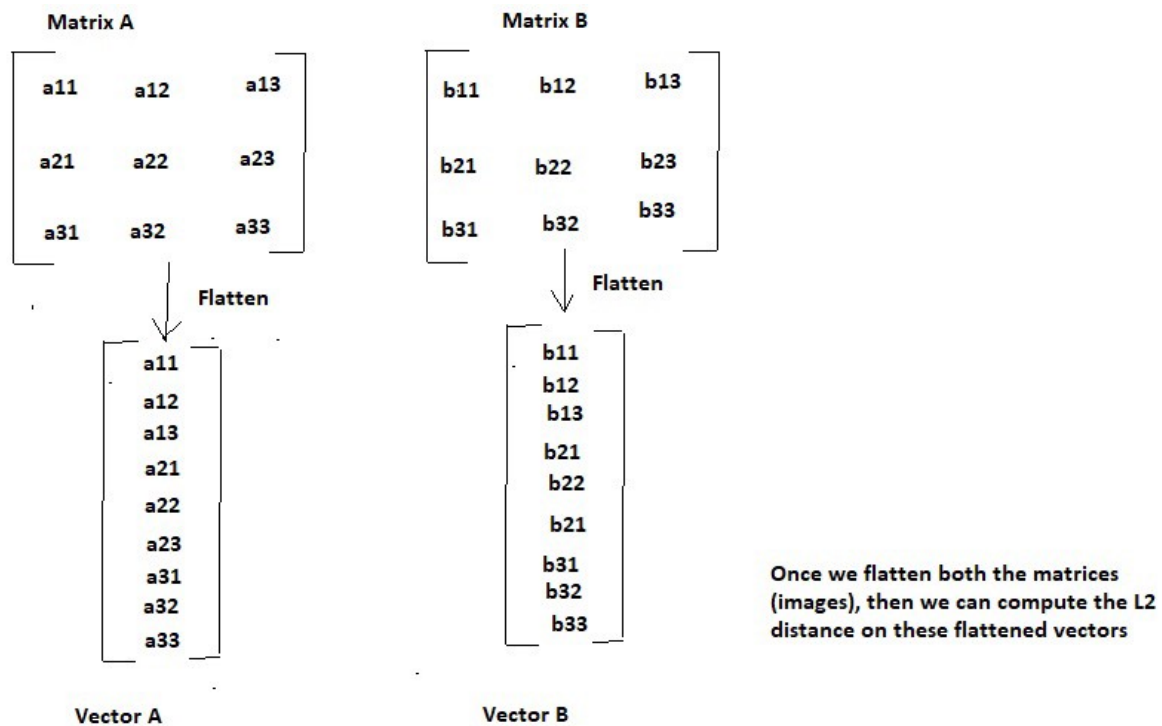 Matrix A
Matrix B
a11 a12 a13
b11 b12 b13
a21 a22 a23
b21 b22 b23
a31 a32 a33
b31 b32 b33
Flatten
Flatten
a11
a12
a13
a21
a22
a23
a31
a32
a33
b11
b12
b13
b21
b22
b21
b31
b32
b33
Once we flatten both the matrices
(images), then we can compute the L2
distance on these flattened vectors
Vector A
Vector B